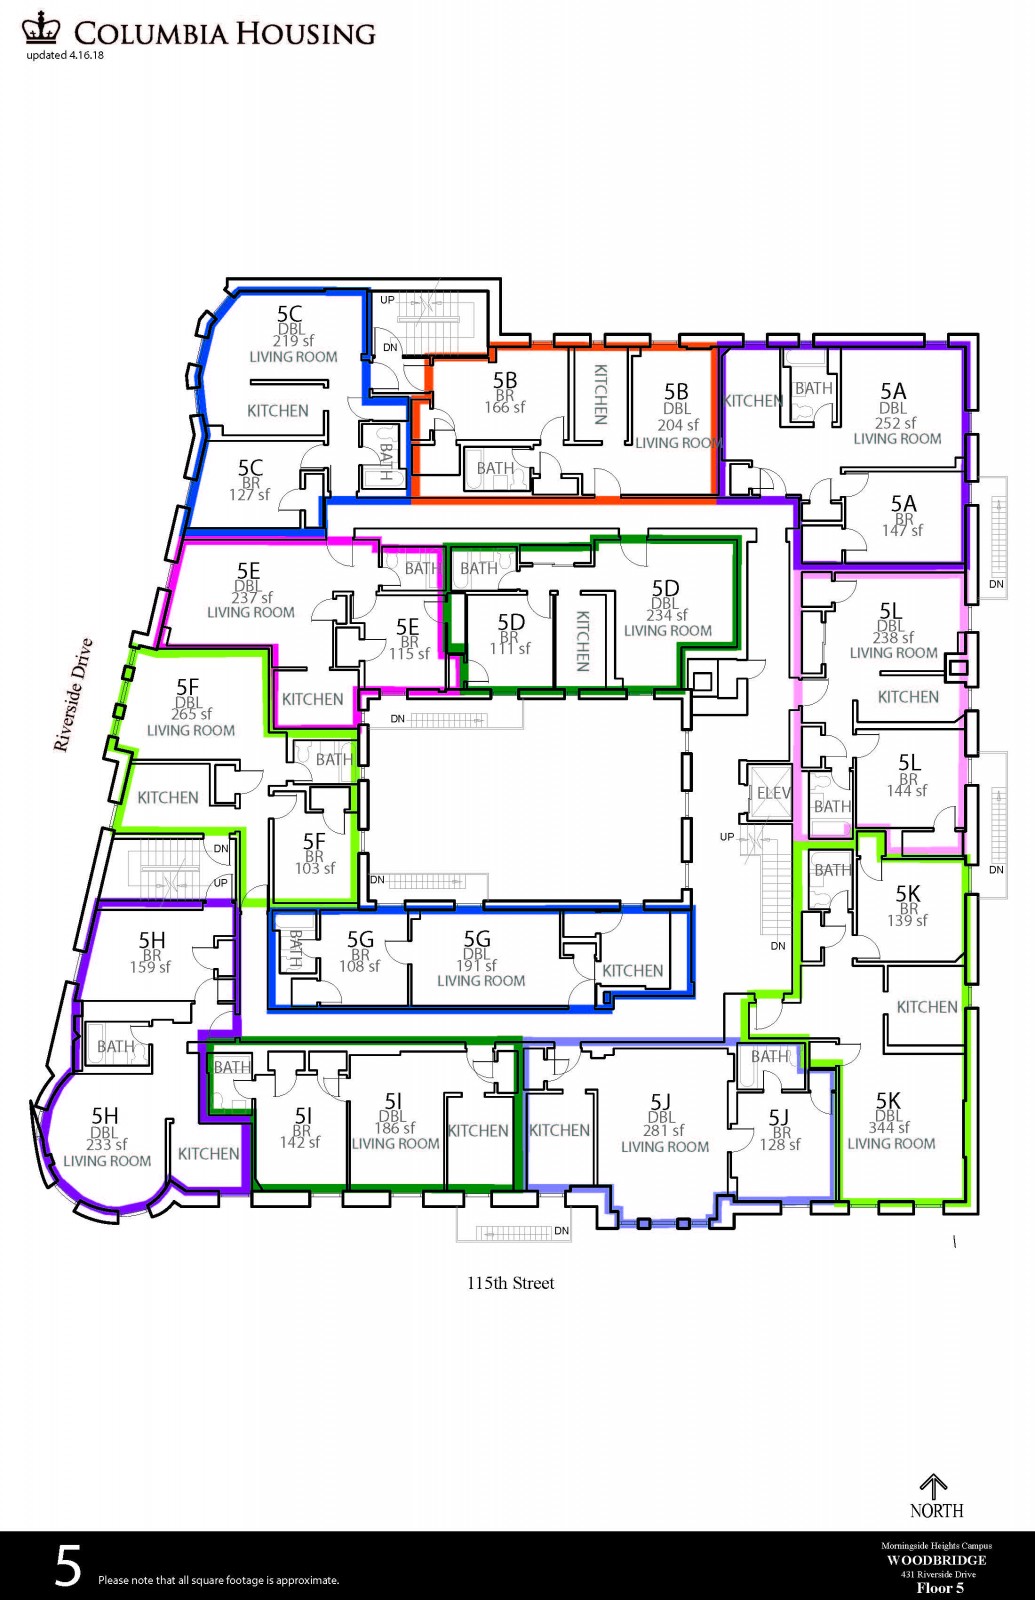 COLUMBIA HOUSING
updated 4.16.18
5C
DBL
219 sf
LIVING ROOM
KITCHEN
UP
DN
BATH
5C
BR
127 sf
5B
BR
166 sf
KITCHEN
5B
DBL
204 sf
LIVING ROOM
BATH
KITCHEN
BATH
5A
DBL
252 sf
LIVING ROOM
5A
BR
147 sf
DN
5E
DBL
237 sf
LIVING ROOM
BATH
5E
BR
115 sf
KITCHEN
BATH
5D
BR
111 sf
KITCHEN
5D
DBL
234 sf
LIVING ROOM
5L
DBL
238 sf
LIVING ROOM
KITCHEN
5L
BR
144 sf
BATH
DN
Riverside Drive
5F
DBL
265 sf
LIVING ROOM
BATH
KITCHEN
5F
BR
103 sf
DN
DN
DN
UP
ELEV
UP
DN
BATH
5K
BR
139 sf
KITCHEN
5K
DBL
344 sf
LIVING ROOM
5H
BR
159 sf
BATH
5H
DBL
233 sf
LIVING ROOM
KITCHEN
BATH
5G
BR
108 sf
5G
DBL
191 sf
LIVING ROOM
KITCHEN
BATH
5I
BR
142 sf
5I
DBL
186 sf
LIVING ROOM
KITCHEN
KITCHEN
5J
DBL
281 sf
LIVING ROOM
BATH
5J
BR
128 sf
DN
115th Street
NORTH
5
Please note that all square footage is approximate.
Morningside Heights Campus
WOODBRIDGE
431 Riverside Drive
Floor 5